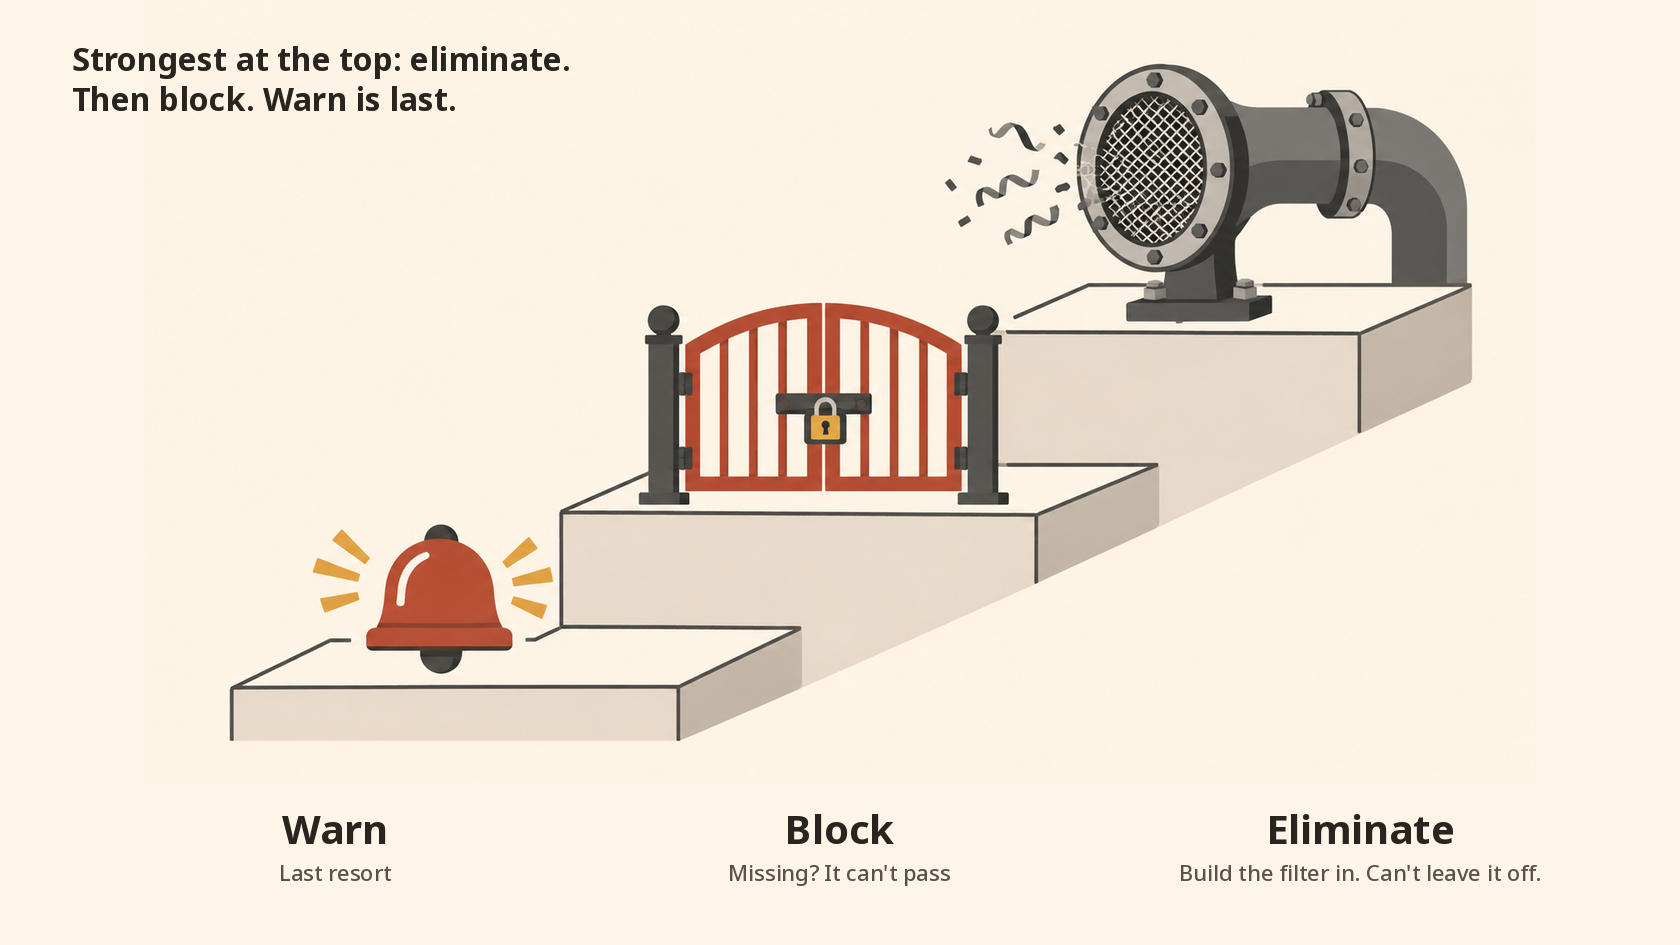 Strongest at the top: eliminate.
Then block. Warn is last.
Warn
Last resort
Block
Missing? It can't pass
Eliminate
Build the filter in. Can't leave it off.